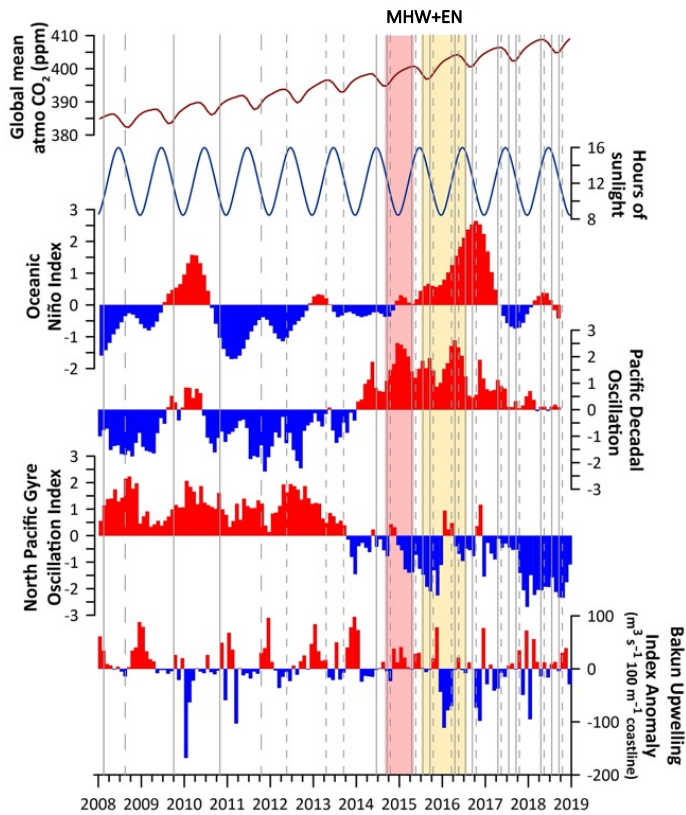 MHW+EN
Global mean
atmo CO₂ (ppm)
410
400
390
380
Hours of
sunlight
16
12
8
Oceanic
Niño Index
3
2
1
0
-1
-2
Pacific Decadal
Oscillation
3
2
1
0
-1
-2
-3
North Pacific Gyre
Oscillation Index
3
2
1
0
-1
-2
-3
Bakun Upwelling
Index Anomaly
(m³ s⁻¹ 100 m⁻¹ coastline)
100
0
-100
-200
2008 2009 2010 2011 2012 2013 2014 2015 2016 2017 2018 2019